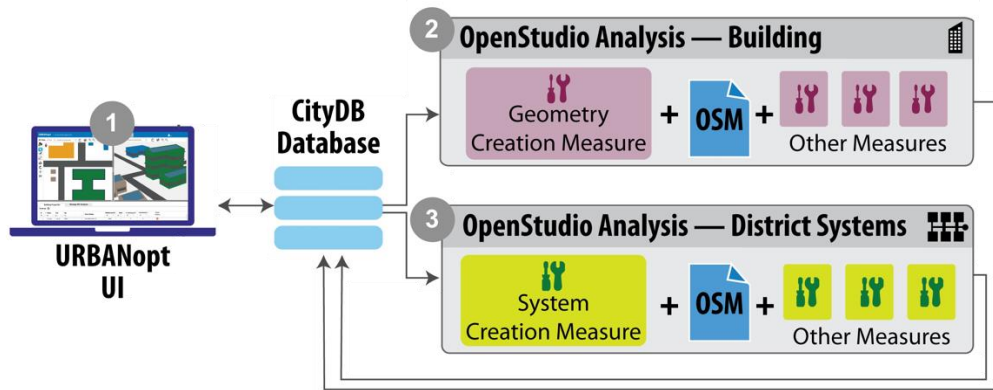 1
URBANopt
UI
CityDB
Database
2
OpenStudio Analysis — Building
Geometry
Creation Measure
+
OSM
+
Other Measures
3
OpenStudio Analysis — District Systems
System
Creation Measure
+
OSM
+
Other Measures